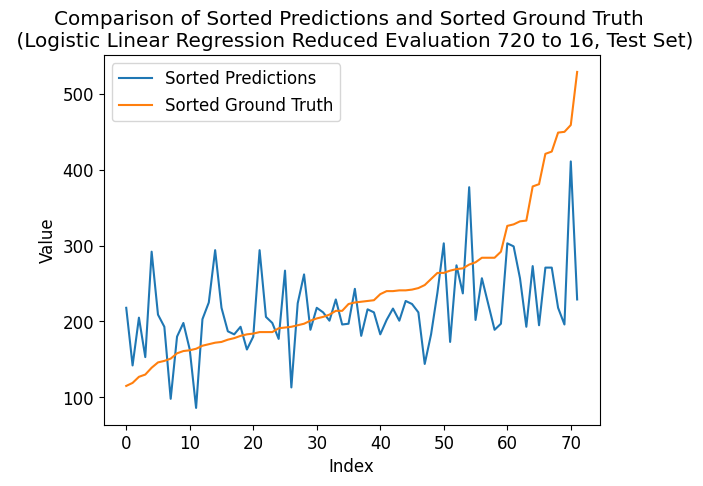 Comparison of Sorted Predictions and Sorted Ground Truth
(Logistic Linear Regression Reduced Evaluation 720 to 16, Test Set)
Sorted Predictions
Sorted Ground Truth
500
400
300
200
100
Value
0 10 20 30 40 50 60 70
Index